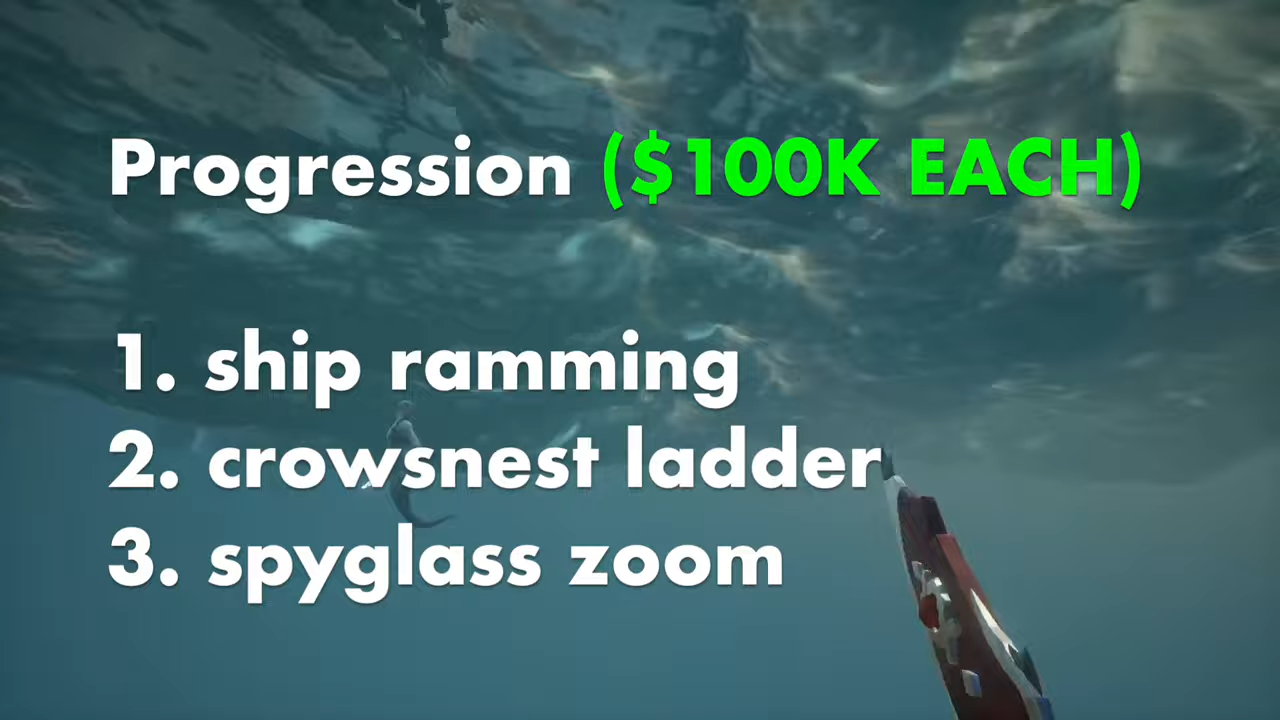 Progression ($100K EACH)
1. ship ramming
2. crowsnest ladder
3. spyglass zoom